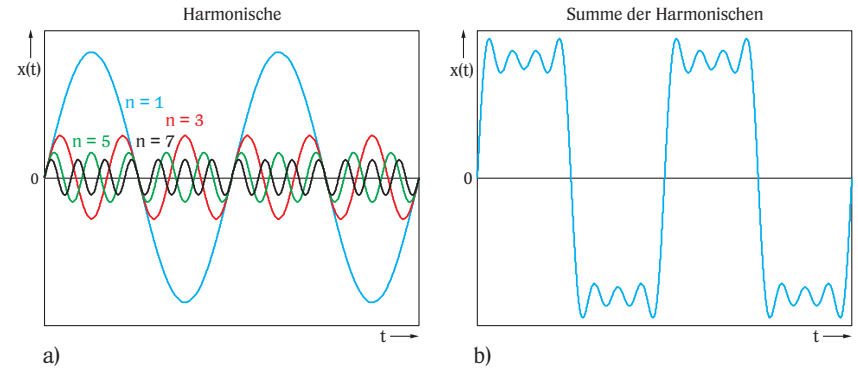 Harmonische
x(t)
n = 1
n = 3
n = 5
n = 7
0
t
a)
Summe der Harmonischen
x(t)
0
t
b)